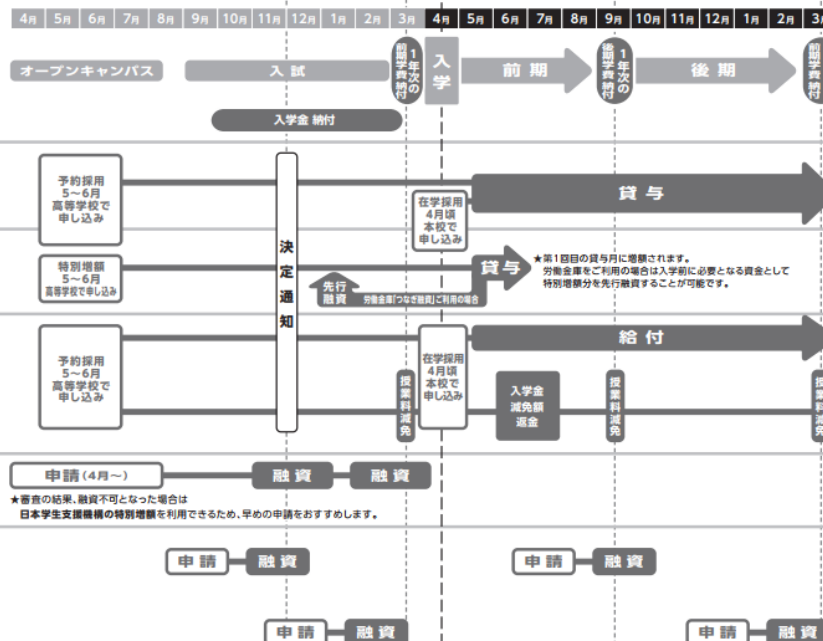 4月 5月 6月 7月 8月 9月 10月 11月 12月 1月 2月 3月 4月 5月 6月 7月 8月 9月 10月 11月 12月 1月 2月 3月
オープンキャンパス
入試
1年次の
前期学費納付
入学
前期
1年次の
後期学費納付
後期
前期学費納付
入学金 納付
予約採用
5〜6月
高等学校で
申し込み
決定通知
在学採用
4月頃
本校で
申し込み
貸与
特別増額
5〜6月
高等学校で申し込み
先行
融資
労働金庫「つなぎ融資」ご利用の場合
貸与
★第1回目の貸与月に増額されます。
労働金庫をご利用の場合は入学前に必要となる資金として
特別増額分を先行融資することが可能です。
予約採用
5〜6月
高等学校で
申し込み
授業料減免
在学採用
4月頃
本校で
申し込み
給付
入学金
減免額
返金
授業料減免
授業料減免
申請(4月〜)
融資
融資
★審査の結果、融資不可となった場合は
日本学生支援機構の特別増額を利用できるため、早めの申請をおすすめします。
申請
融資
申請
融資
申請
融資
申請
融資